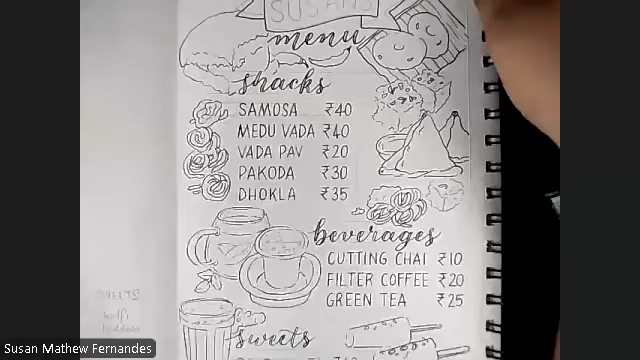 SUSAN'S
menu
snacks
SAMOSA ₹40
MEDU VADA ₹40
VADA PAV ₹20
PAKODA ₹30
DHOKLA ₹35
beverages
CUTTING CHAI ₹10
FILTER COFFEE ₹20
GREEN TEA ₹25
sweets
Susan Mathew Fernandes